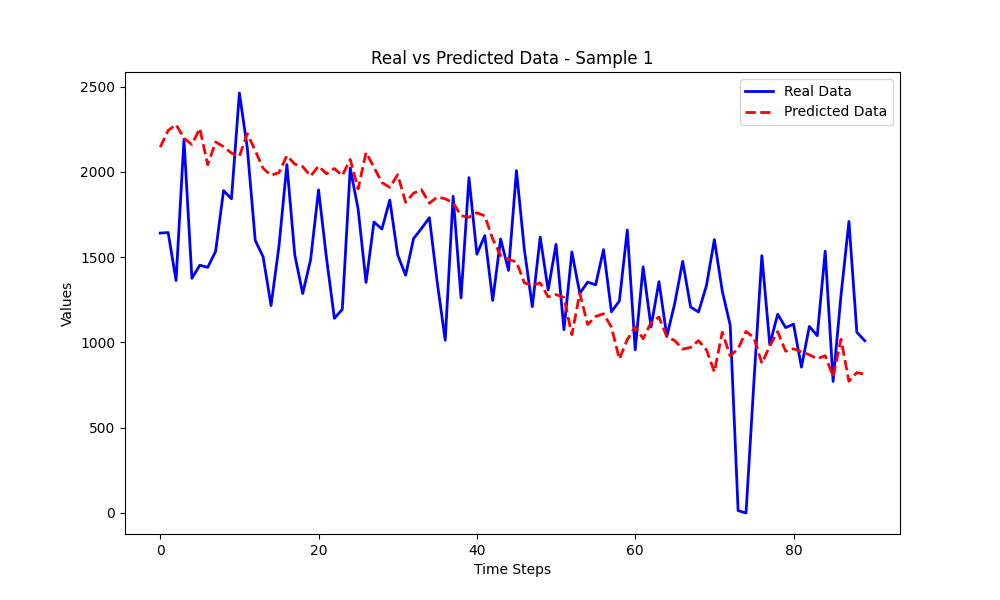 Real vs Predicted Data - Sample 1
Real Data
Predicted Data
2500
2000
1500
1000
500
0
Values
0 20 40 60 80
Time Steps